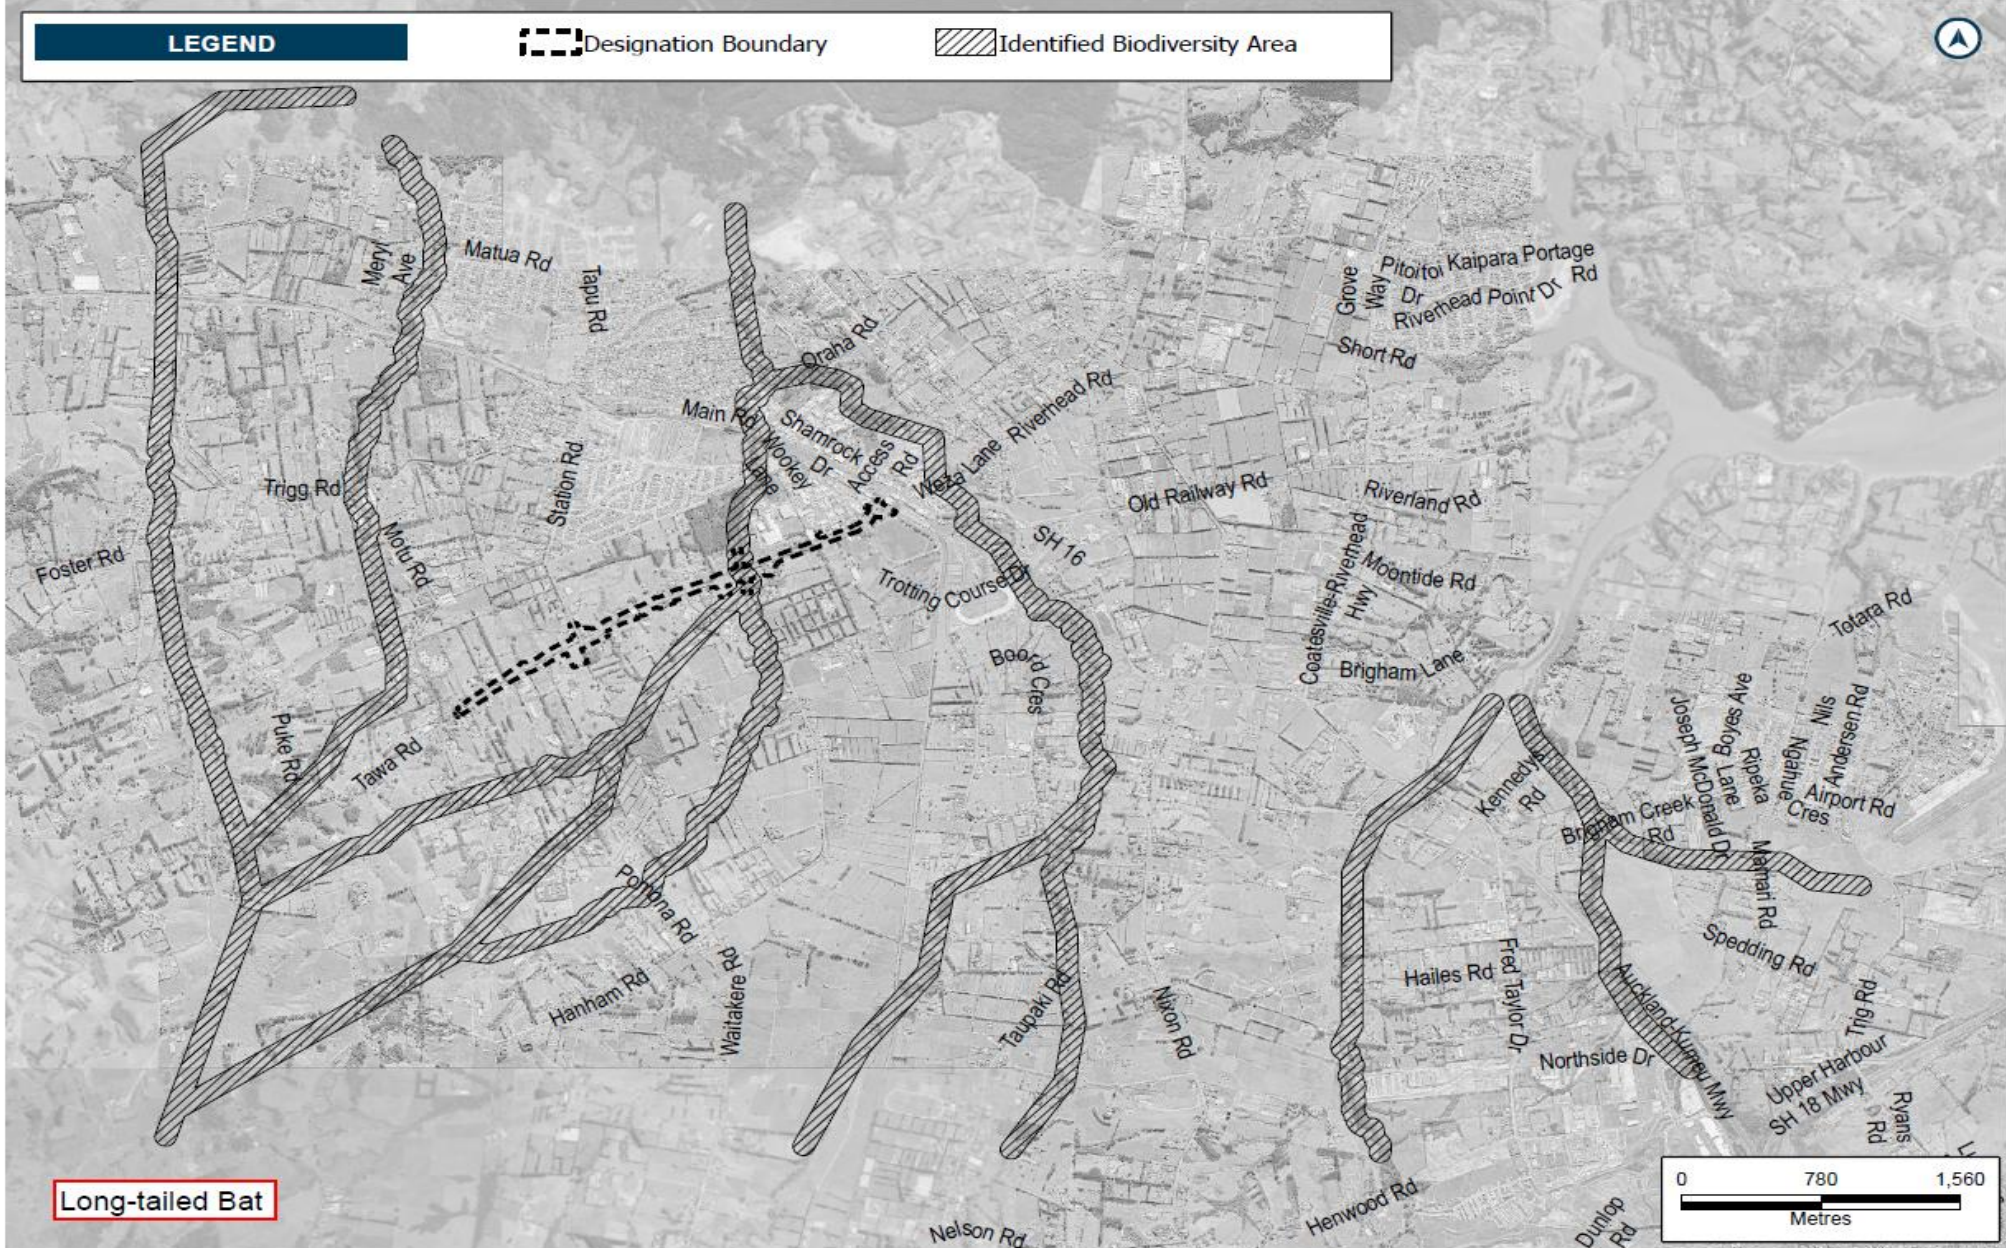 LEGEND
Designation Boundary
Identified Biodiversity Area
Meryl
Ave
Matua Rd
Tapu Rd
Oraha Rd
Grove
Way
Pitoitoi
Dr
Kaipara Portage
Rd
Riverhead Point Dr
Short Rd
Main Rd
Wookey
Lane
Shamrock
Dr
Access
Rd
Weza Lane
Riverhead Rd
Station Rd
Trigg Rd
Motu Rd
Foster Rd
Old Railway Rd
Riverland Rd
SH 16
Coatesville-Riverhead
Hwy
Moontide Rd
Trotting Course Dr
Totara Rd
Boord Cres
Brigham Lane
Puke Rd
Tawa Rd
Kennedys
Rd
Joseph McDonald Dr
Boyes Ave
Ripeka
Lane
Nils
Andersen Rd
Ngahue
Cres
Airport Rd
Brigham Creek
Rd
Mamari Rd
Pomona Rd
Spedding Rd
Hanham Rd
Waitakere Rd
Taupaki Rd
Nixon Rd
Hailes Rd
Fred Taylor Dr
Auckland-Kumeu Mwy
Trig Rd
Northside Dr
Upper Harbour
SH 18 Mwy
Ryans
Rd
Long-tailed Bat
Nelson Rd
Henwood Rd
Dunlop
Rd
0 780 1,560
Metres